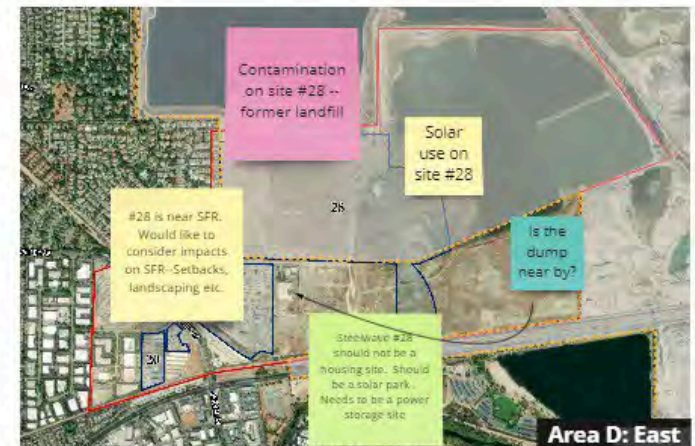 Contamination
on site #28 --
former landfill
Solar
use on
site #28
28
#28 is near SFR.
Would like to
consider impacts
on SFR--Setbacks,
landscaping etc.
Is the
dump
near by?
Steelwave #28
should not be a
housing site. Should
be a solar park.
Needs to be a power
storage site
20
Area D: East